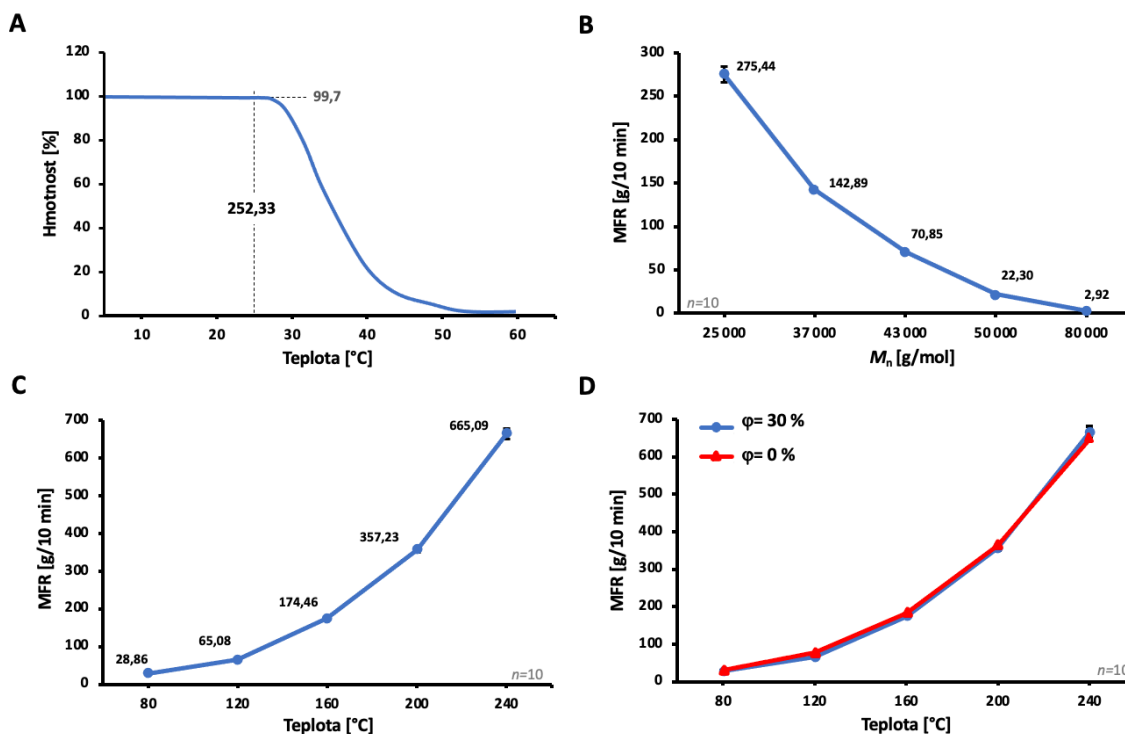 A
120
100
80
60
40
20
0
Hmotnost [%]
99,7
252,33
10 20 30 40 50 60
Teplota [°C]
B
300
250
200
150
100
50
0
MFR [g/10 min]
275,44
142,89
70,85
22,30
2,92
n=10
25 000 37 000 43 000 50 000 80 000
Mn [g/mol]
C
700
600
500
400
300
200
100
0
MFR [g/10 min]
28,86
65,08
174,46
357,23
665,09
n=10
80 120 160 200 240
Teplota [°C]
D
700
600
500
400
300
200
100
0
MFR [g/10 min]
φ= 30 %
φ= 0 %
n=10
80 120 160 200 240
Teplota [°C]